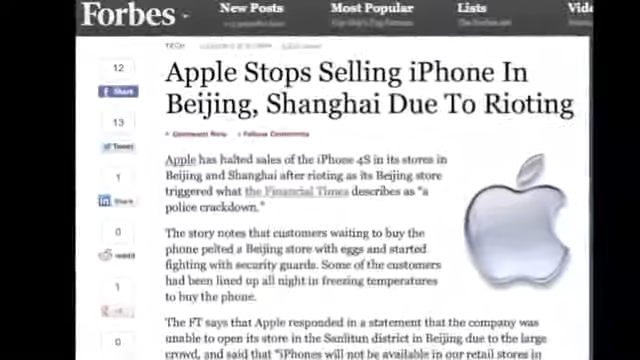 Forbes
New Posts
Most Popular
Lists
Vid
TECH
12
Share
Apple Stops Selling iPhone In
Beijing, Shanghai Due To Rioting
13
Tweet
+ Comment Now + Follow Comments
Apple has halted sales of the iPhone 4S in its stores in
Beijing and Shanghai after rioting as its Beijing store
triggered what the Financial Times describes as "a
police crackdown."
1
Share
0
reddit
The story notes that customers waiting to buy the
phone pelted a Beijing store with eggs and started
fighting with security guards. Some of the customers
had been lined up all night in freezing temperatures
to buy the phone.
1
0
The FT says that Apple responded in a statement that the company was
unable to open its store in the Sanlitun district in Beijing due to the large
crowd, and said that "iPhones will not be available in our retail stores in